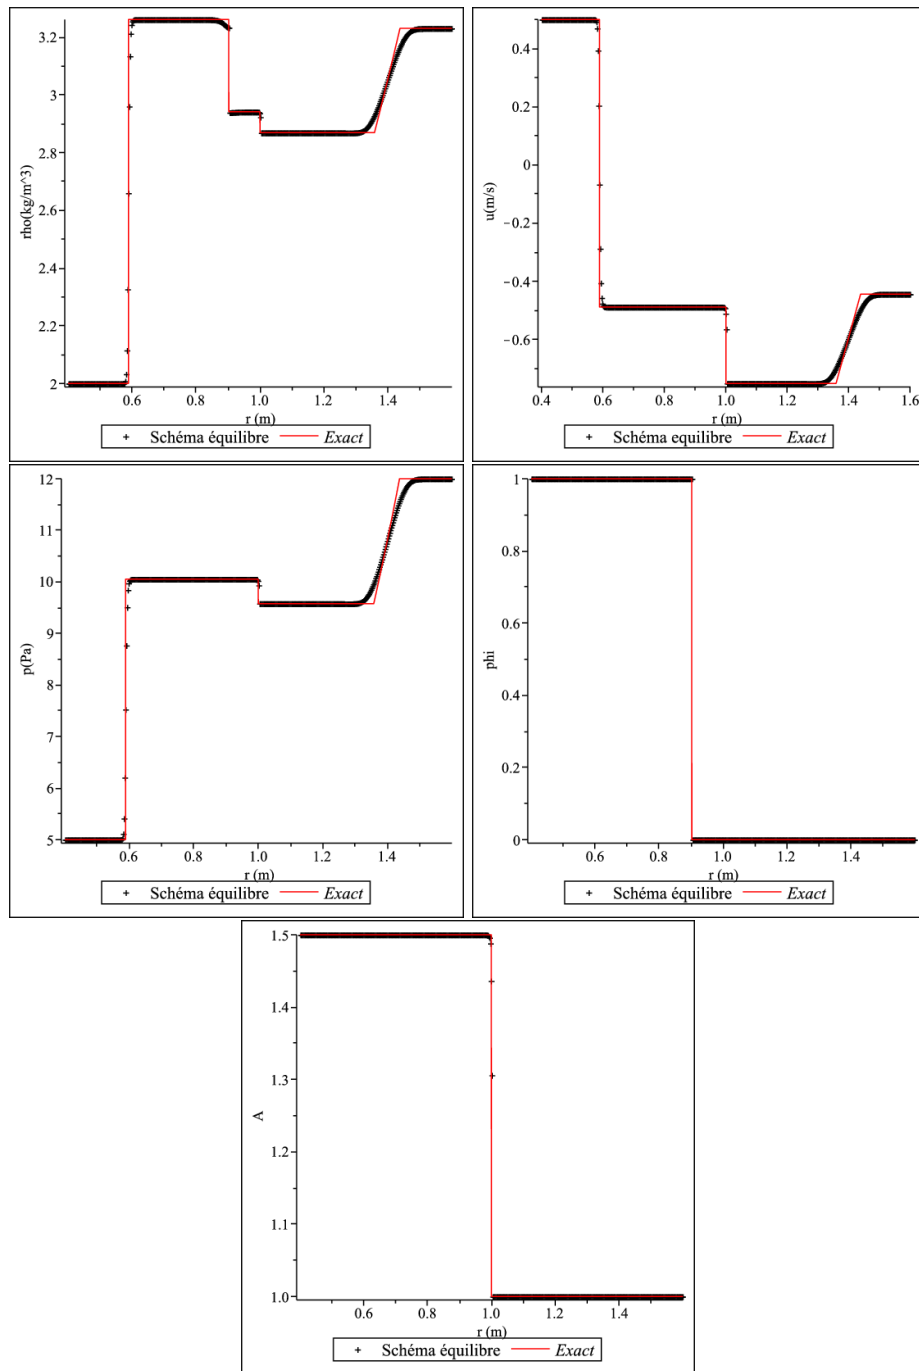 3.2
3
2.8
2.6
2.4
2.2
2
rho(kg/m^3)
0.6 0.8 1.0 1.2 1.4
r (m)
+ Schéma équilibre — Exact
0.4
0.2
0
−0.2
−0.4
−0.6
u(m/s)
0.4 0.6 0.8 1.0 1.2 1.4 1.6
r (m)
+ Schéma equilibre — Exact
12
11
10
9
8
7
6
5
p(Pa)
0.6 0.8 1.0 1.2 1.4
r (m)
+ Schéma équilibre — Exact
1
0.8
0.6
0.4
0.2
0
phi
0.6 0.8 1.0 1.2 1.4
r (m)
+ Schéma équilibre — Exact
1.5
1.4
1.3
1.2
1.1
1.0
A
0.6 0.8 1.0 1.2 1.4
r (m)
+ Schéma équilibre — Exact